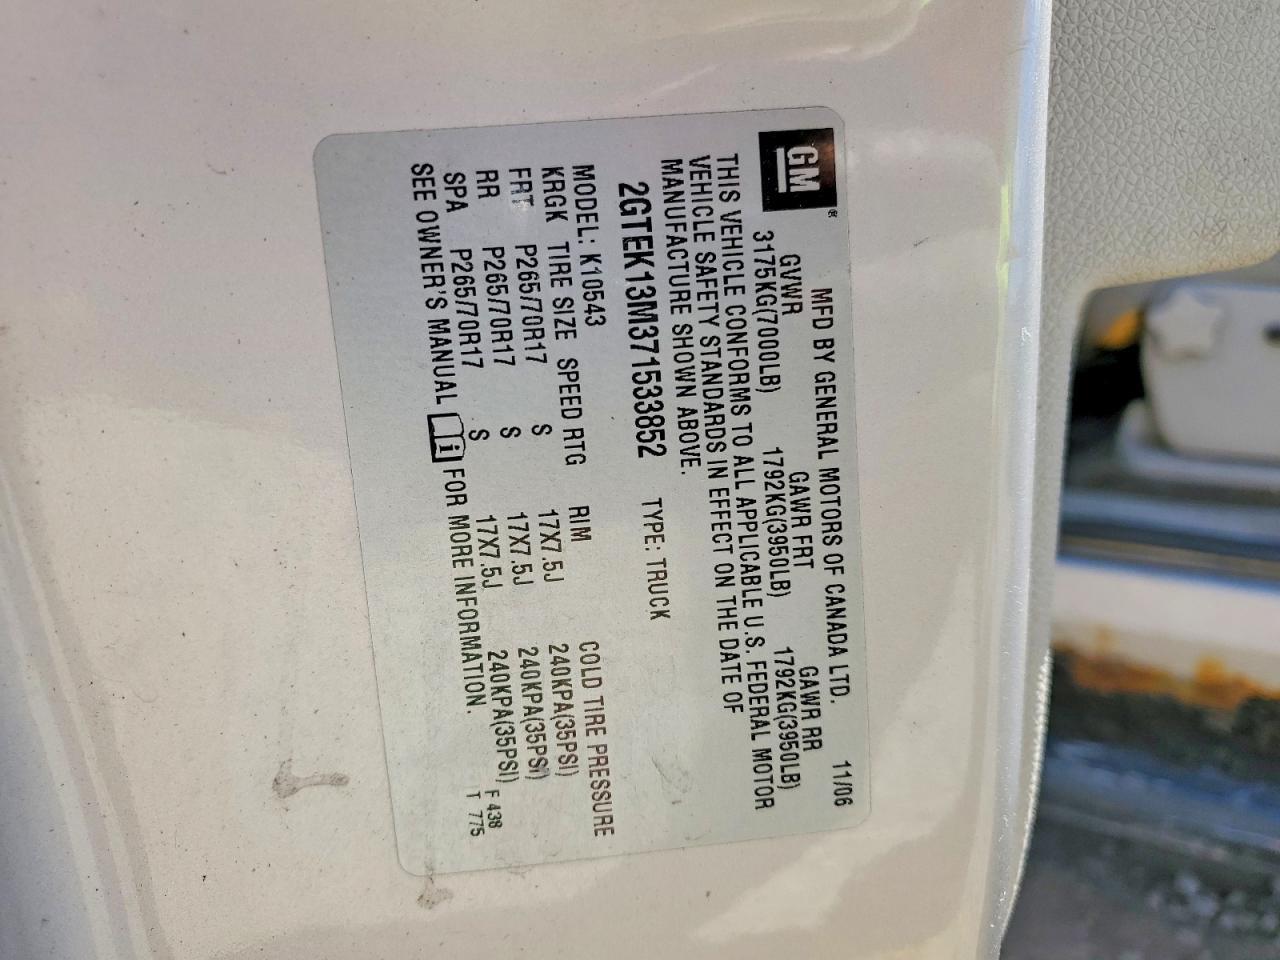 GM® MFD BY GENERAL MOTORS OF CANADA LTD. 11/06
GVWR GAWR FRT GAWR RR
3175KG(7000LB) 1792KG(3950LB) 1792KG(3950LB)
THIS VEHICLE CONFORMS TO ALL APPLICABLE U.S. FEDERAL MOTOR
VEHICLE SAFETY STANDARDS IN EFFECT ON THE DATE OF
MANUFACTURE SHOWN ABOVE.
2GTEK13M371533852 TYPE: TRUCK
MODEL: K10543
KRGK TIRE SIZE SPEED RTG RIM COLD TIRE PRESSURE
FRT P265/70R17 S 17X7.5J 240KPA(35PSI)
RR P265/70R17 S 17X7.5J 240KPA(35PSI)
SPA P265/70R17 S 17X7.5J 240KPA(35PSI)
SEE OWNER'S MANUAL i FOR MORE INFORMATION.
F 438
T 775